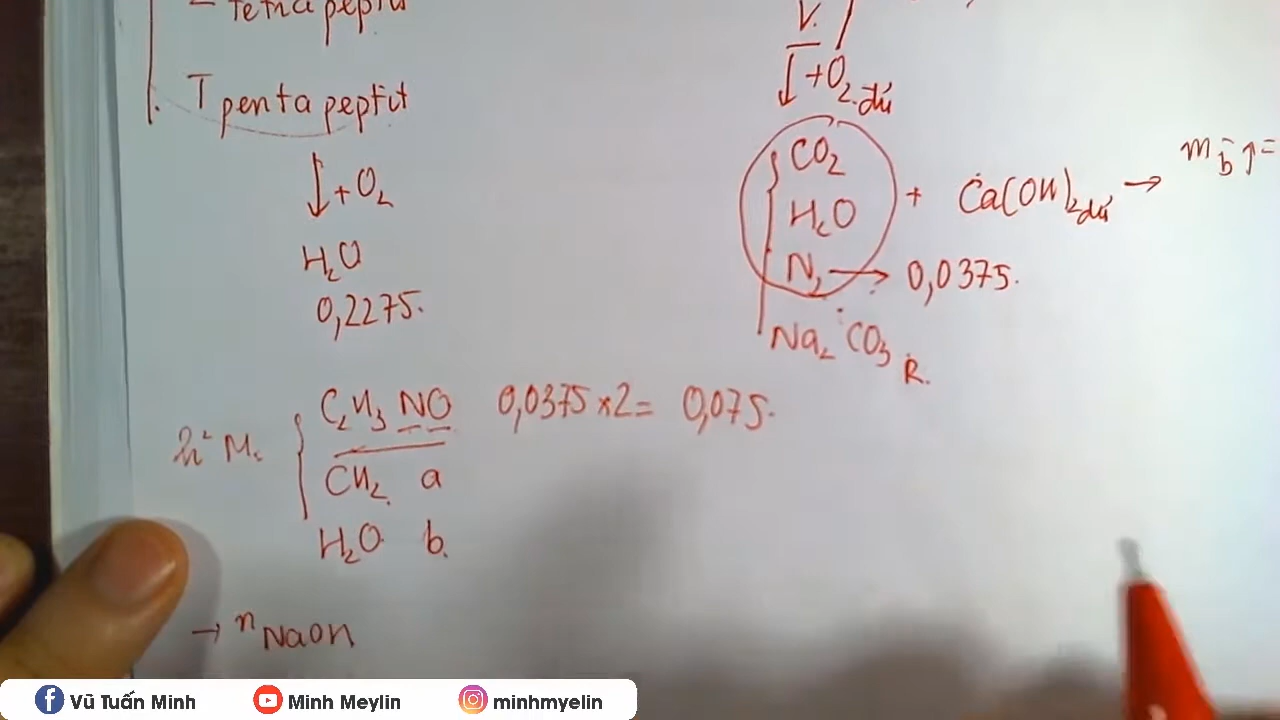 – Tetra peptit
T penta peptit
↓ + O₂
H₂O
0,2275.
V.
↓ + O₂ dư
CO₂
H₂O
N₂ → 0,0375.
Na₂CO₃ R.
+ Ca(OH)₂ dư → m b ↑ =
h² M. C₂H₃NO 0,0375 × 2 = 0,075.
CH₂ a
H₂O b.
→ nNaOH
Vũ Tuấn Minh Minh Meylin minhmyelin